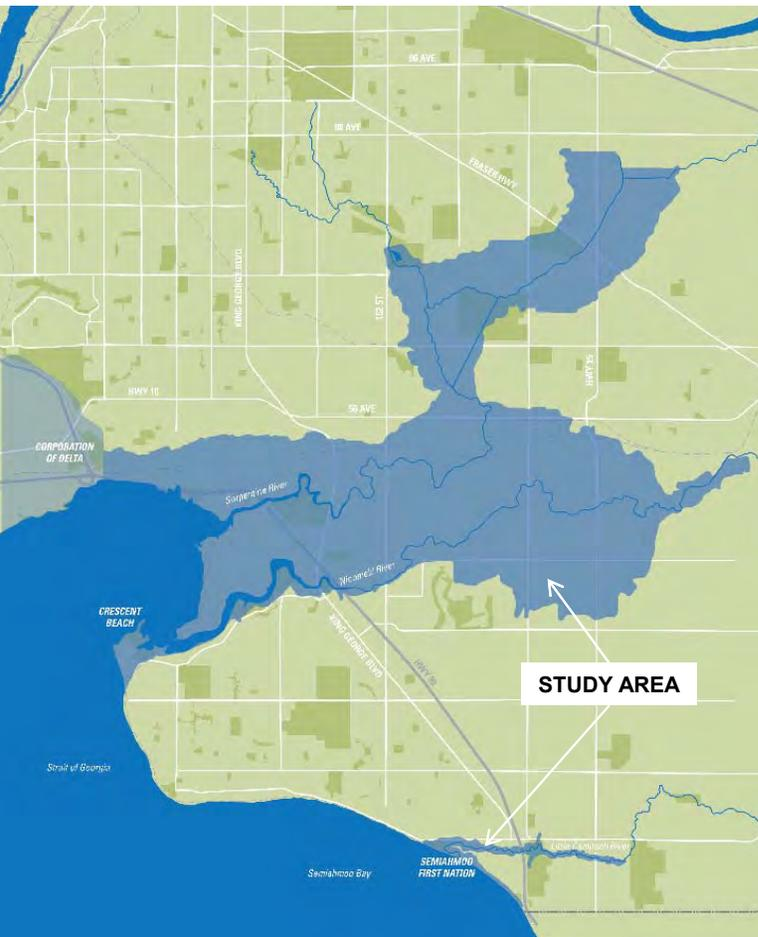 96 AVE
88 AVE
FRASER HWY
KING GEORGE BLVD
152 ST
HWY 15
HWY 10
56 AVE
CORPORATION
OF DELTA
Serpentine River
Nicomekl River
CRESCENT
BEACH
KING GEORGE BLVD
HWY 99
STUDY AREA
Strait of Georgia
Little Campbell River
SEMIAHMOO
FIRST NATION
Semiahmoo Bay